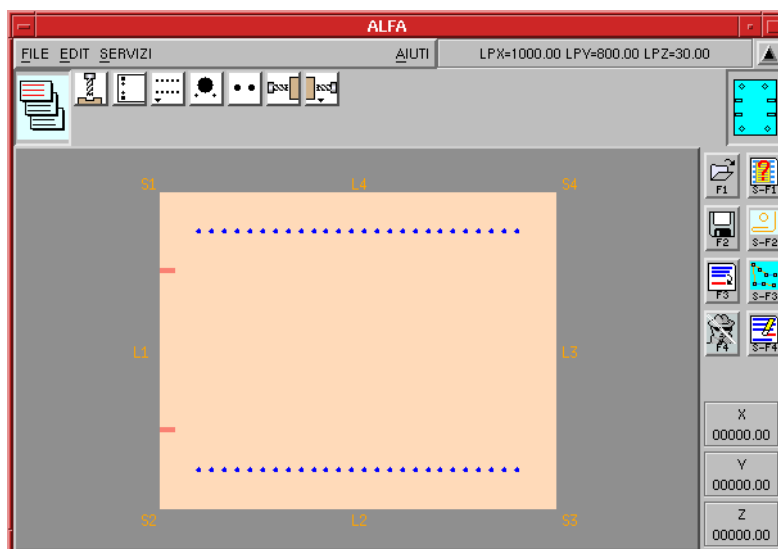 ALFA
FILE EDIT SERVIZI AIUTI LPX=1000.00 LPY=800.00 LPZ=30.00
S1 L4 S4
F1 S-F1
F2 S-F2
F3 S-F3
L1 L3
F4 S-F4
X
00000.00
Y
00000.00
S2 L2 S3
Z
00000.00